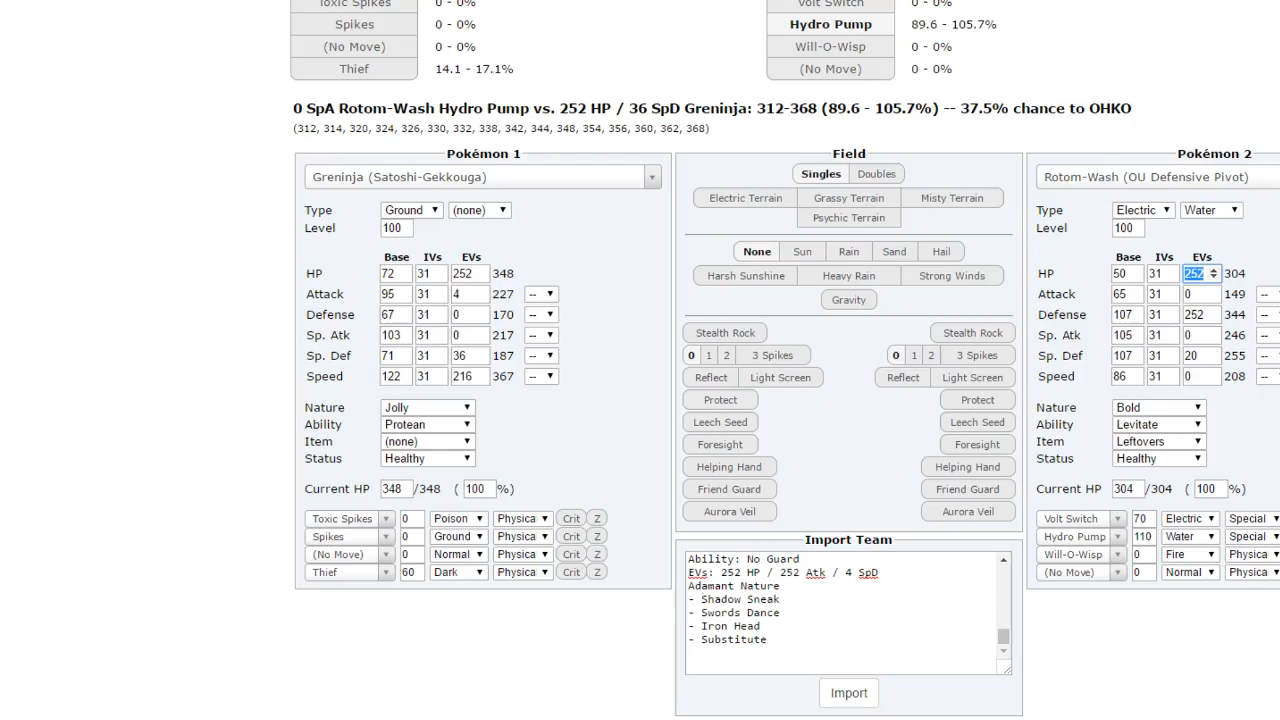 Toxic Spikes 0 - 0% Volt Switch 0 - 0%
Spikes 0 - 0% Hydro Pump 89.6 - 105.7%
(No Move) 0 - 0% Will-O-Wisp 0 - 0%
Thief 14.1 - 17.1% (No Move) 0 - 0%
0 SpA Rotom-Wash Hydro Pump vs. 252 HP / 36 SpD Greninja: 312-368 (89.6 - 105.7%) -- 37.5% chance to OHKO
(312, 314, 320, 324, 326, 330, 332, 338, 342, 344, 348, 354, 356, 360, 362, 368)
Pokémon 1
Greninja (Satoshi-Gekkouga)
Type Ground (none)
Level 100
Base IVs EVs
HP 72 31 252 348
Attack 95 31 4 227 --
Defense 67 31 0 170 --
Sp. Atk 103 31 0 217 --
Sp. Def 71 31 36 187 --
Speed 122 31 216 367 --
Nature Jolly
Ability Protean
Item (none)
Status Healthy
Current HP 348 /348 ( 100 %)
Toxic Spikes 0 Poison Physica Crit Z
Spikes 0 Ground Physica Crit Z
(No Move) 0 Normal Physica Crit Z
Thief 60 Dark Physica Crit Z
Field
Singles Doubles
Electric Terrain Grassy Terrain Misty Terrain
Psychic Terrain
None Sun Rain Sand Hail
Harsh Sunshine Heavy Rain Strong Winds
Gravity
Stealth Rock Stealth Rock
0 1 2 3 Spikes 0 1 2 3 Spikes
Reflect Light Screen Reflect Light Screen
Protect Protect
Leech Seed Leech Seed
Foresight Foresight
Helping Hand Helping Hand
Friend Guard Friend Guard
Aurora Veil Aurora Veil
Import Team
Ability: No Guard
EVs: 252 HP / 252 Atk / 4 SpD
Adamant Nature
- Shadow Sneak
- Swords Dance
- Iron Head
- Substitute
Import
Pokémon 2
Rotom-Wash (OU Defensive Pivot)
Type Electric Water
Level 100
Base IVs EVs
HP 50 31 252 304
Attack 65 31 0 149 --
Defense 107 31 252 344 --
Sp. Atk 105 31 0 246 --
Sp. Def 107 31 20 255 --
Speed 86 31 0 208 --
Nature Bold
Ability Levitate
Item Leftovers
Status Healthy
Current HP 304 /304 ( 100 %)
Volt Switch 70 Electric Special
Hydro Pump 110 Water Special
Will-O-Wisp 0 Fire Physica
(No Move) 0 Normal Physica